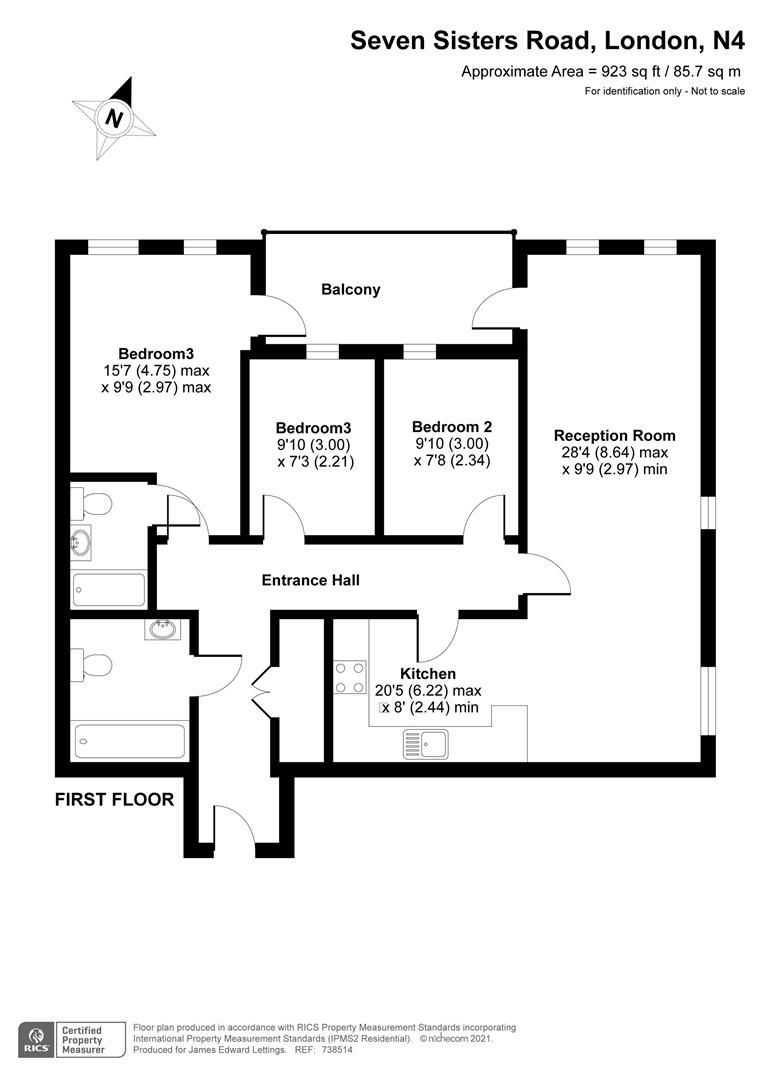 Seven Sisters Road, London, N4
Approximate Area = 923 sq ft / 85.7 sq m
For identification only - Not to scale
N
Balcony
Bedroom3
15'7 (4.75) max
x 9'9 (2.97) max
Bedroom3
9'10 (3.00)
x 7'3 (2.21)
Bedroom 2
9'10 (3.00)
x 7'8 (2.34)
Reception Room
28'4 (8.64) max
x 9'9 (2.97) min
Entrance Hall
Kitchen
20'5 (6.22) max
x 8' (2.44) min
FIRST FLOOR
RICS
Certified
Property
Measurer
Floor plan produced in accordance with RICS Property Measurement Standards incorporating
International Property Measurement Standards (IPMS2 Residential). © nichecom 2021.
Produced for James Edward Lettings. REF: 738514